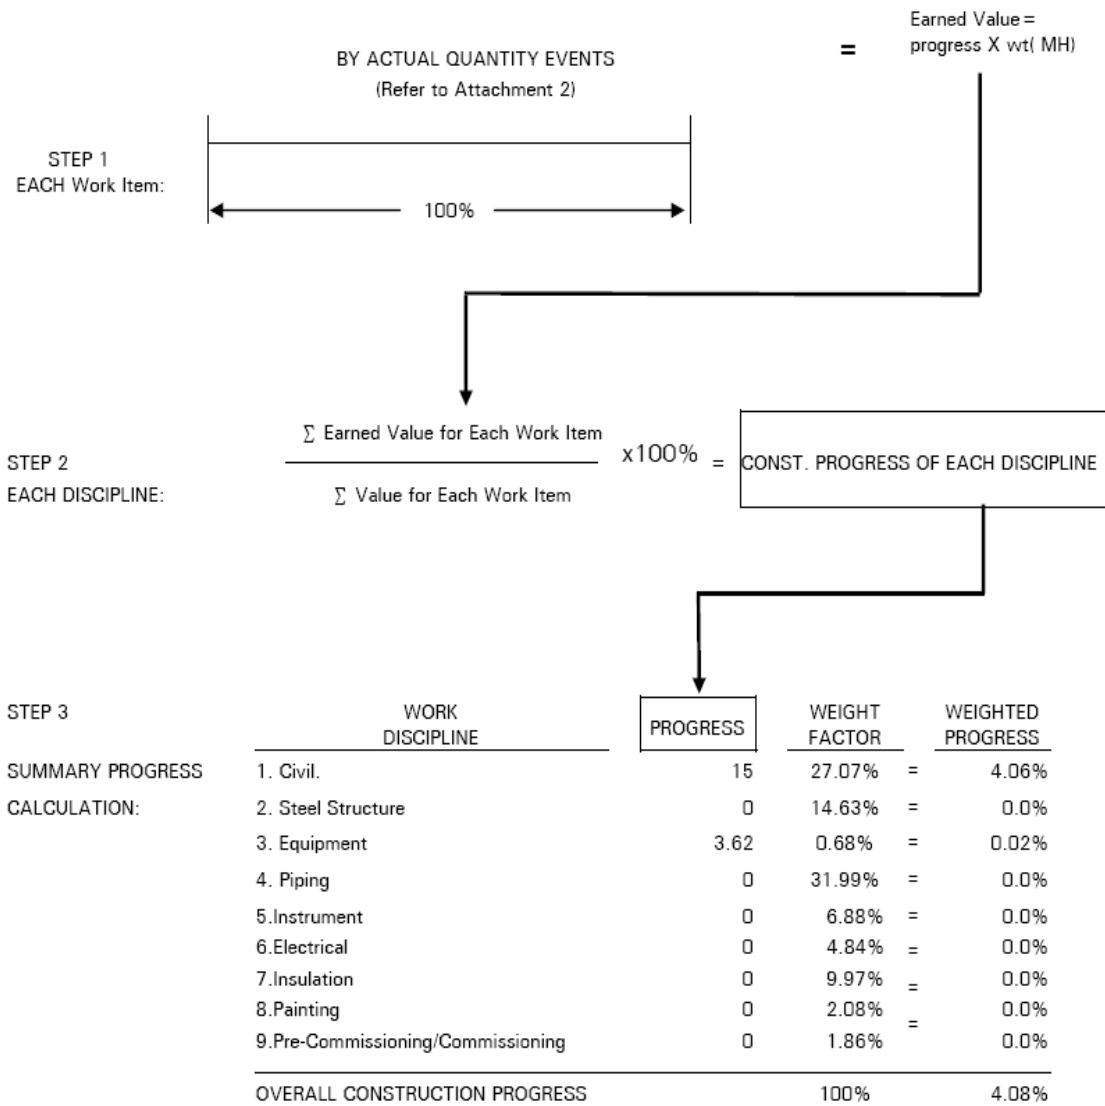 BY ACTUAL QUANTITY EVENTS
(Refer to Attachment 2)
=
Earned Value =
progress X wt( MH)
STEP 1
EACH Work Item:
100%
STEP 2
EACH DISCIPLINE:
∑ Earned Value for Each Work Item
∑ Value for Each Work Item
x100% =
CONST. PROGRESS OF EACH DISCIPLINE
STEP 3
SUMMARY PROGRESS
CALCULATION:
WORK DISCIPLINE PROGRESS WEIGHT FACTOR WEIGHTED PROGRESS
1. Civil. 15 27.07% = 4.06%
2. Steel Structure 0 14.63% = 0.0%
3. Equipment 3.62 0.68% = 0.02%
4. Piping 0 31.99% = 0.0%
5.Instrument 0 6.88% = 0.0%
6.Electrical 0 4.84% = 0.0%
7.Insulation 0 9.97% = 0.0%
8.Painting 0 2.08% = 0.0%
9.Pre-Commissioning/Commissioning 0 1.86% 0.0%
OVERALL CONSTRUCTION PROGRESS 100% 4.08%